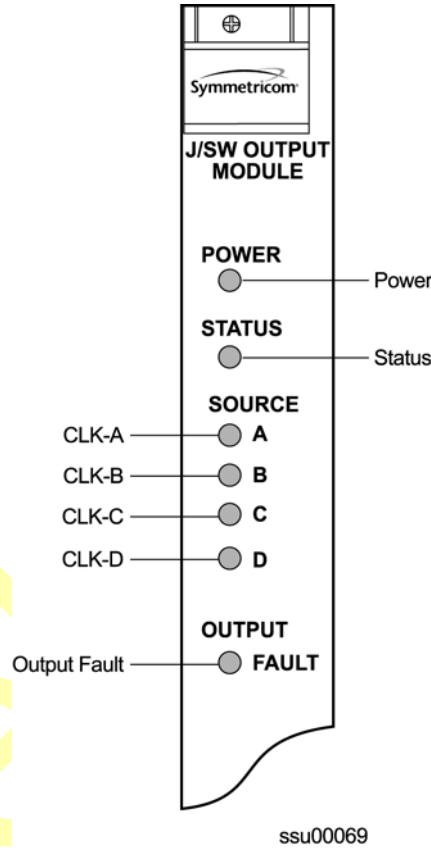 Symmetricom
J/SW OUTPUT
MODULE
POWER
Power
STATUS
Status
SOURCE
CLK-A A
CLK-B B
CLK-C C
CLK-D D
OUTPUT
Output Fault FAULT
ssu00069